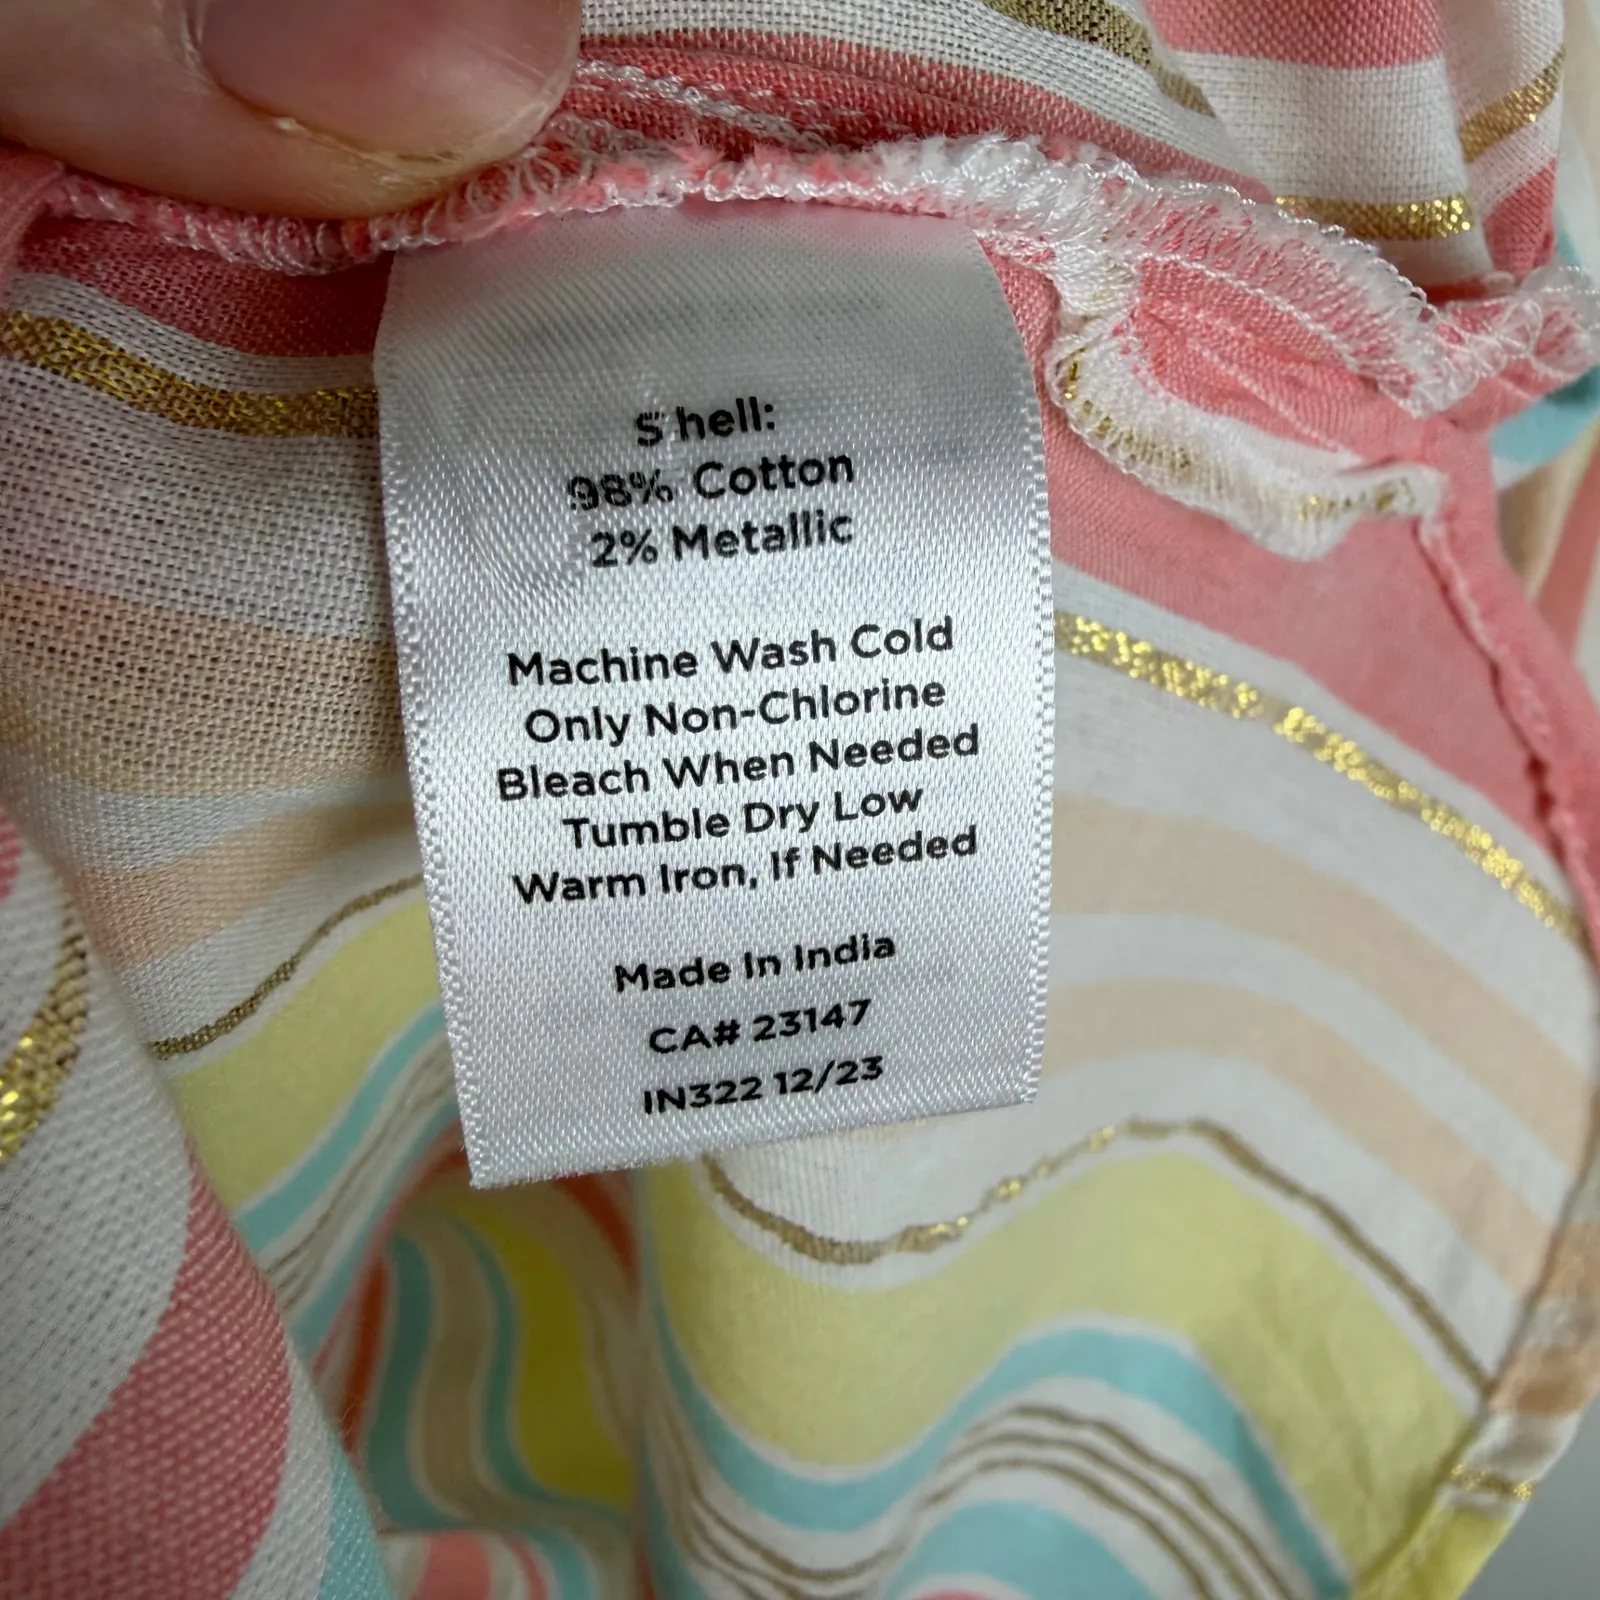 Shell:
98% Cotton
2% Metallic
Machine Wash Cold
Only Non-Chlorine
Bleach When Needed
Tumble Dry Low
Warm Iron, If Needed
Made In India
CA# 23147
IN322 12/23